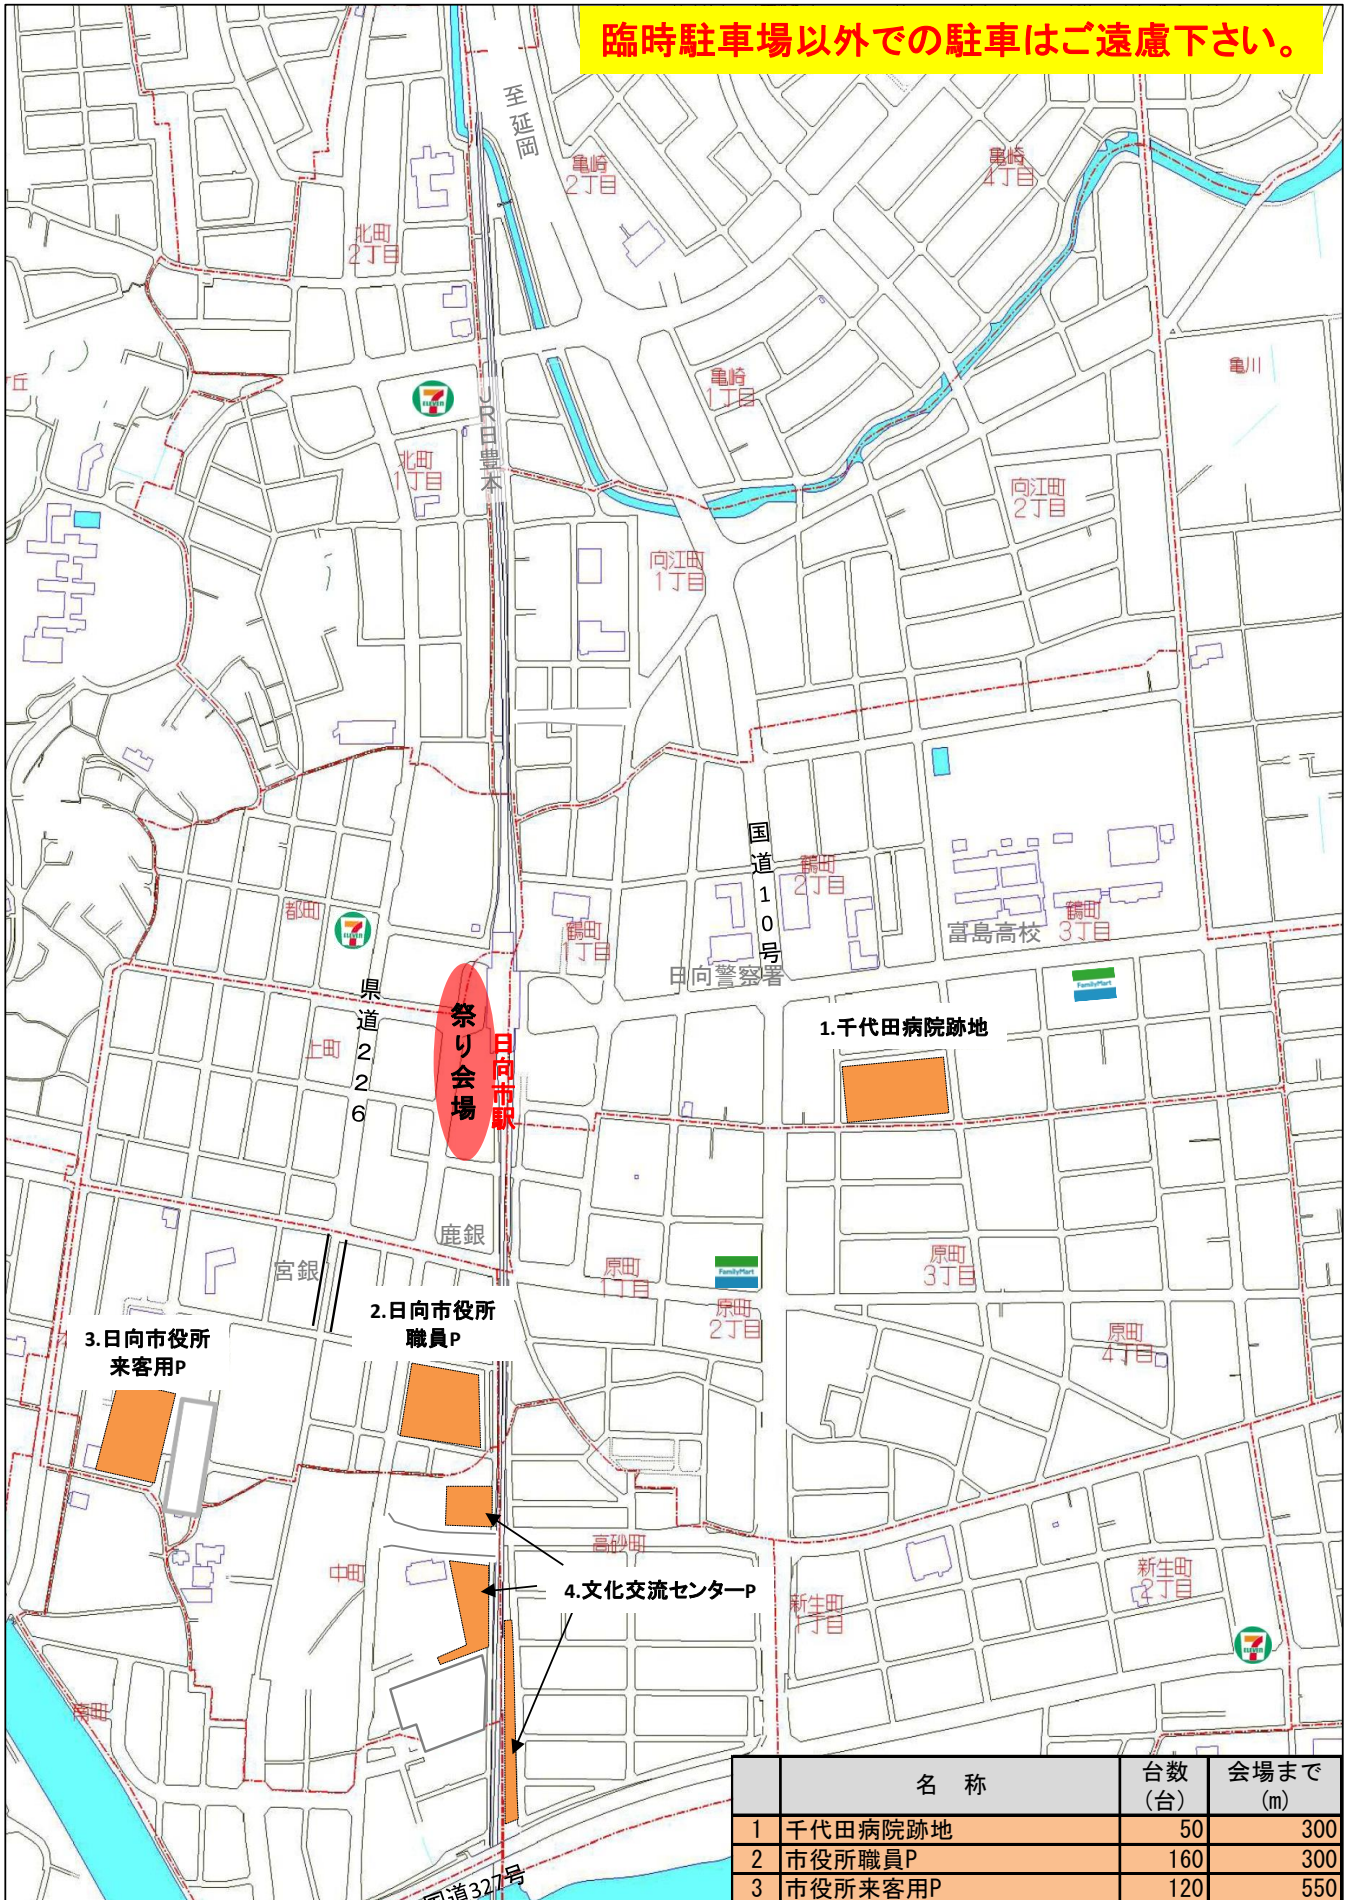 臨時駐車場以外での駐車はご遠慮下さい。
至延岡
亀崎
2丁目
亀崎
4丁目
北町
2丁目
亀崎
1丁目
亀川
丘
ELEVEN
JR日豊本
北町
1丁目
向江町
2丁目
向江町
1丁目
国道10号
鶴町
2丁目
都町
ELEVEN
鶴町
1丁目
鶴町
3丁目
富島高校
日向警察署
FamilyMart
県道226
祭り会場
日向市駅
上町
1.千代田病院跡地
鹿銀
宮銀
原町
1丁目
FamilyMart
原町
2丁目
原町
3丁目
原町
4丁目
2.日向市役所
職員P
3.日向市役所
来客用P
高砂町
中町
4.文化交流センターP
新生町
1丁目
新生町
2丁目
ELEVEN
南町
国道327号
名 称 台数(台) 会場まで(m)
1 千代田病院跡地 50 300
2 市役所職員P 160 300
3 市役所来客用P 120 550